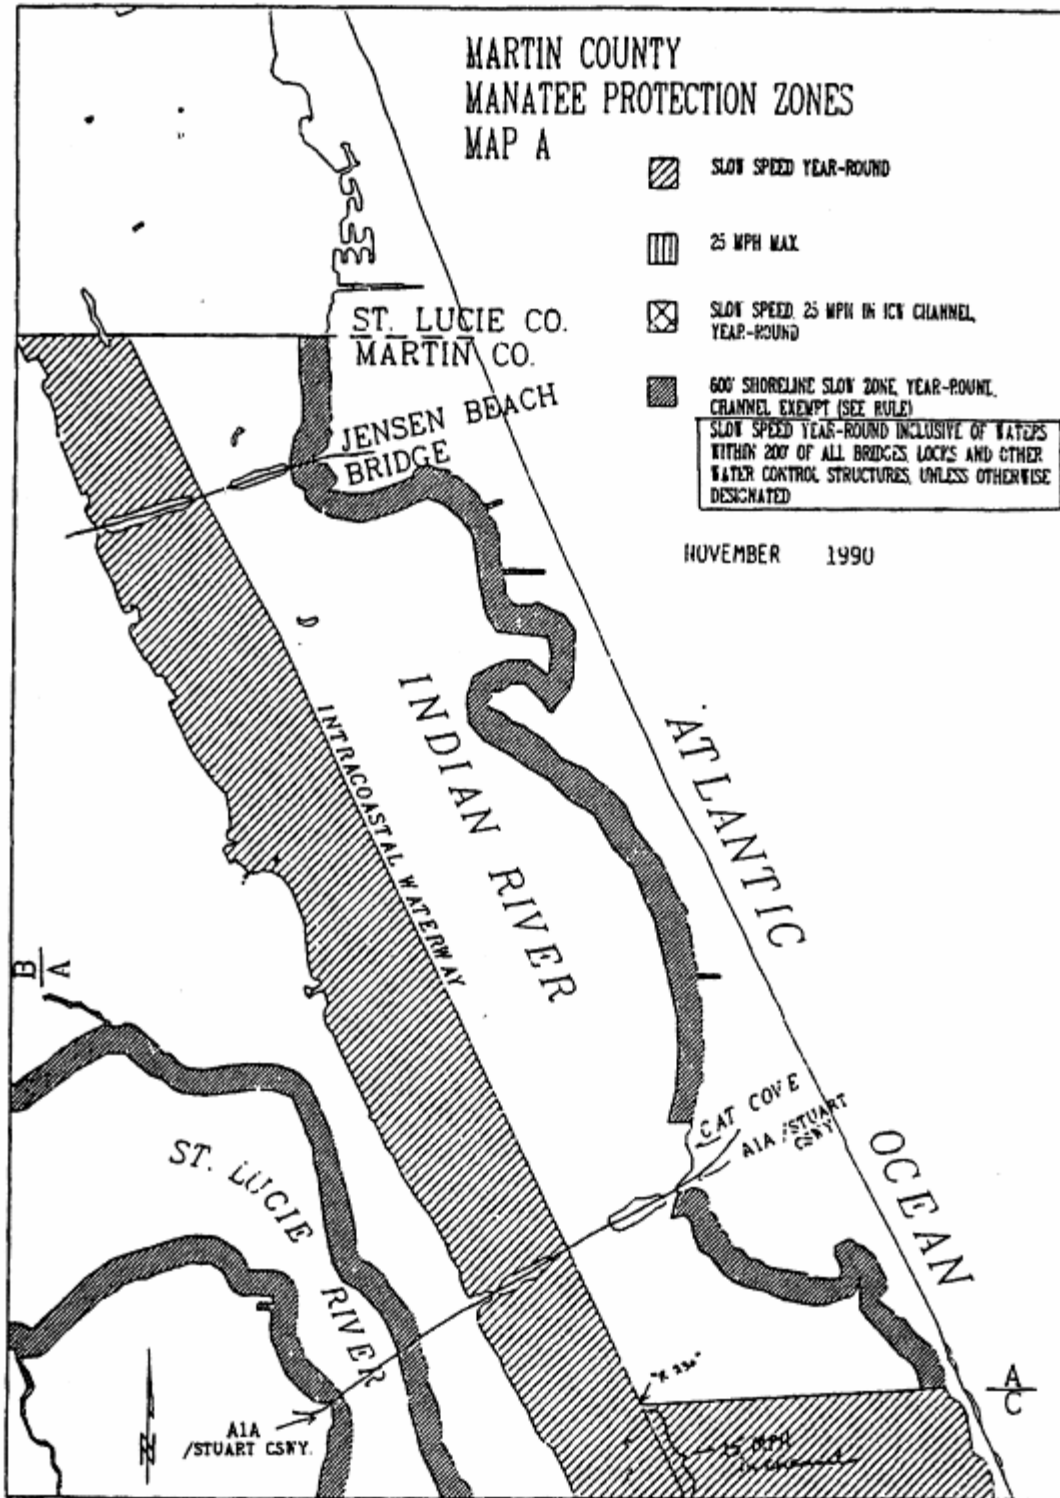 MARTIN COUNTY
MANATEE PROTECTION ZONES
MAP A
SLOW SPEED YEAR-ROUND
25 MPH MAX
SLOW SPEED, 25 MPH IN ICW CHANNEL,
YEAR-ROUND
600' SHORELINE SLOW ZONE, YEAR-ROUND,
CHANNEL EXEMPT (SEE RULE)
SLOW SPEED YEAR-ROUND INCLUSIVE OF WATERS
WITHIN 200' OF ALL BRIDGES, LOCKS AND OTHER
WATER CONTROL STRUCTURES, UNLESS OTHERWISE
DESIGNATED
NOVEMBER 1990
ST. LUCIE CO.
MARTIN CO.
JENSEN BEACH
BRIDGE
INTRACOASTAL WATERWAY
INDIAN RIVER
ATLANTIC
OCEAN
B A
CAT COVE
A1A /STUART
CSWY
ST. LUCIE
RIVER
A1A
/STUART CSWY.
N
25 MPH
in channel
A
C